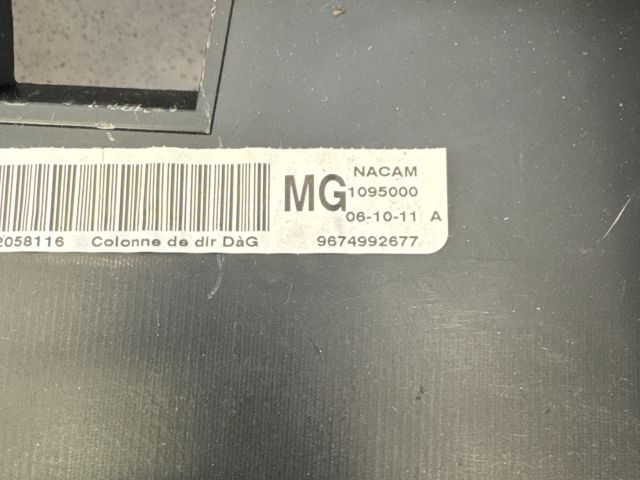 NACAM
MG 1095000
06-10-11 A
2058116 Colonne de dir DàG 9674992677